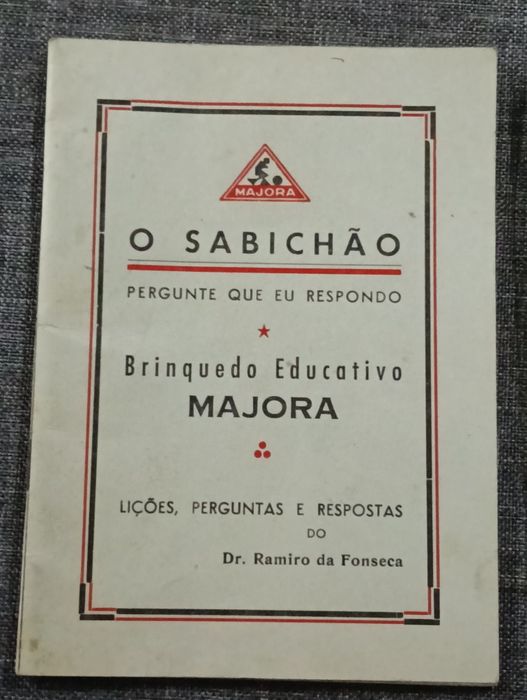 MAJORA
O SABICHÃO
PERGUNTE QUE EU RESPONDO
Brinquedo Educativo
MAJORA
LIÇÕES, PERGUNTAS E RESPOSTAS
DO
Dr. Ramiro da Fonseca